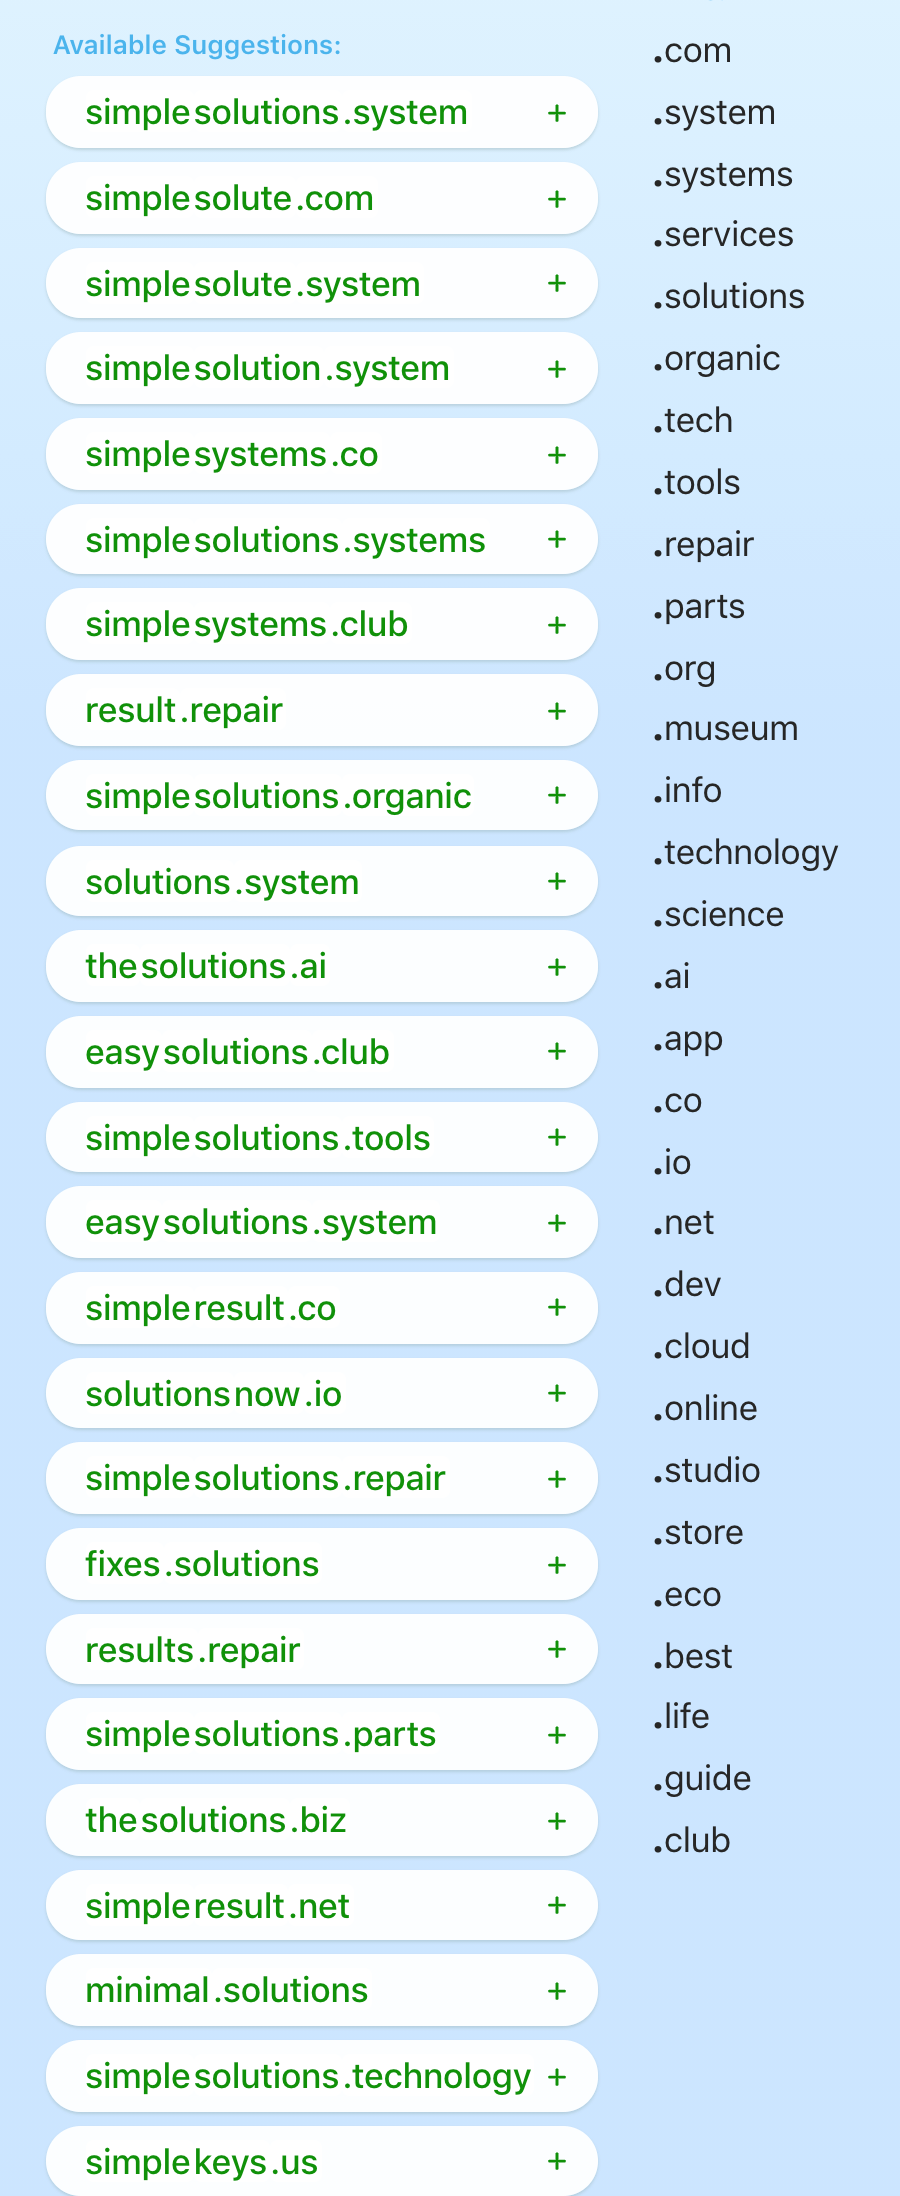 Available Suggestions:
simplesolutions.system +
simplesolute.com +
simplesolute.system +
simplesolution.system +
simplesystems.co +
simplesolutions.systems +
simplesystems.club +
result.repair +
simplesolutions.organic +
solutions.system +
thesolutions.ai +
easysolutions.club +
simplesolutions.tools +
easysolutions.system +
simpleresult.co +
solutionsnow.io +
simplesolutions.repair +
fixes.solutions +
results.repair +
simplesolutions.parts +
thesolutions.biz +
simpleresult.net +
minimal.solutions +
simplesolutions.technology +
simplekeys.us +
.com
.system
.systems
.services
.solutions
.organic
.tech
.tools
.repair
.parts
.org
.museum
.info
.technology
.science
.ai
.app
.co
.io
.net
.dev
.cloud
.online
.studio
.store
.eco
.best
.life
.guide
.club